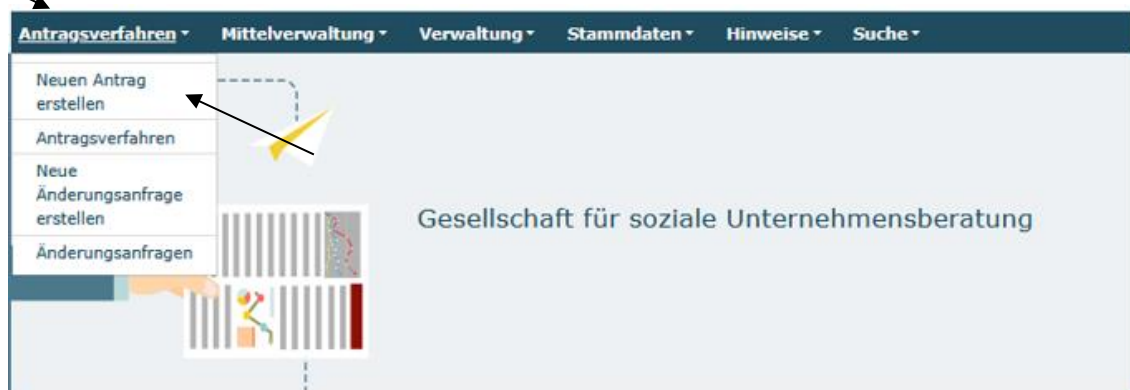 Antragsverfahren Mittelverwaltung Verwaltung Stammdaten Hinweise Suche
Neuen Antrag
erstellen
Antragsverfahren
Neue
Änderungsanfrage
erstellen
Änderungsanfragen
Gesellschaft für soziale Unternehmensberatung